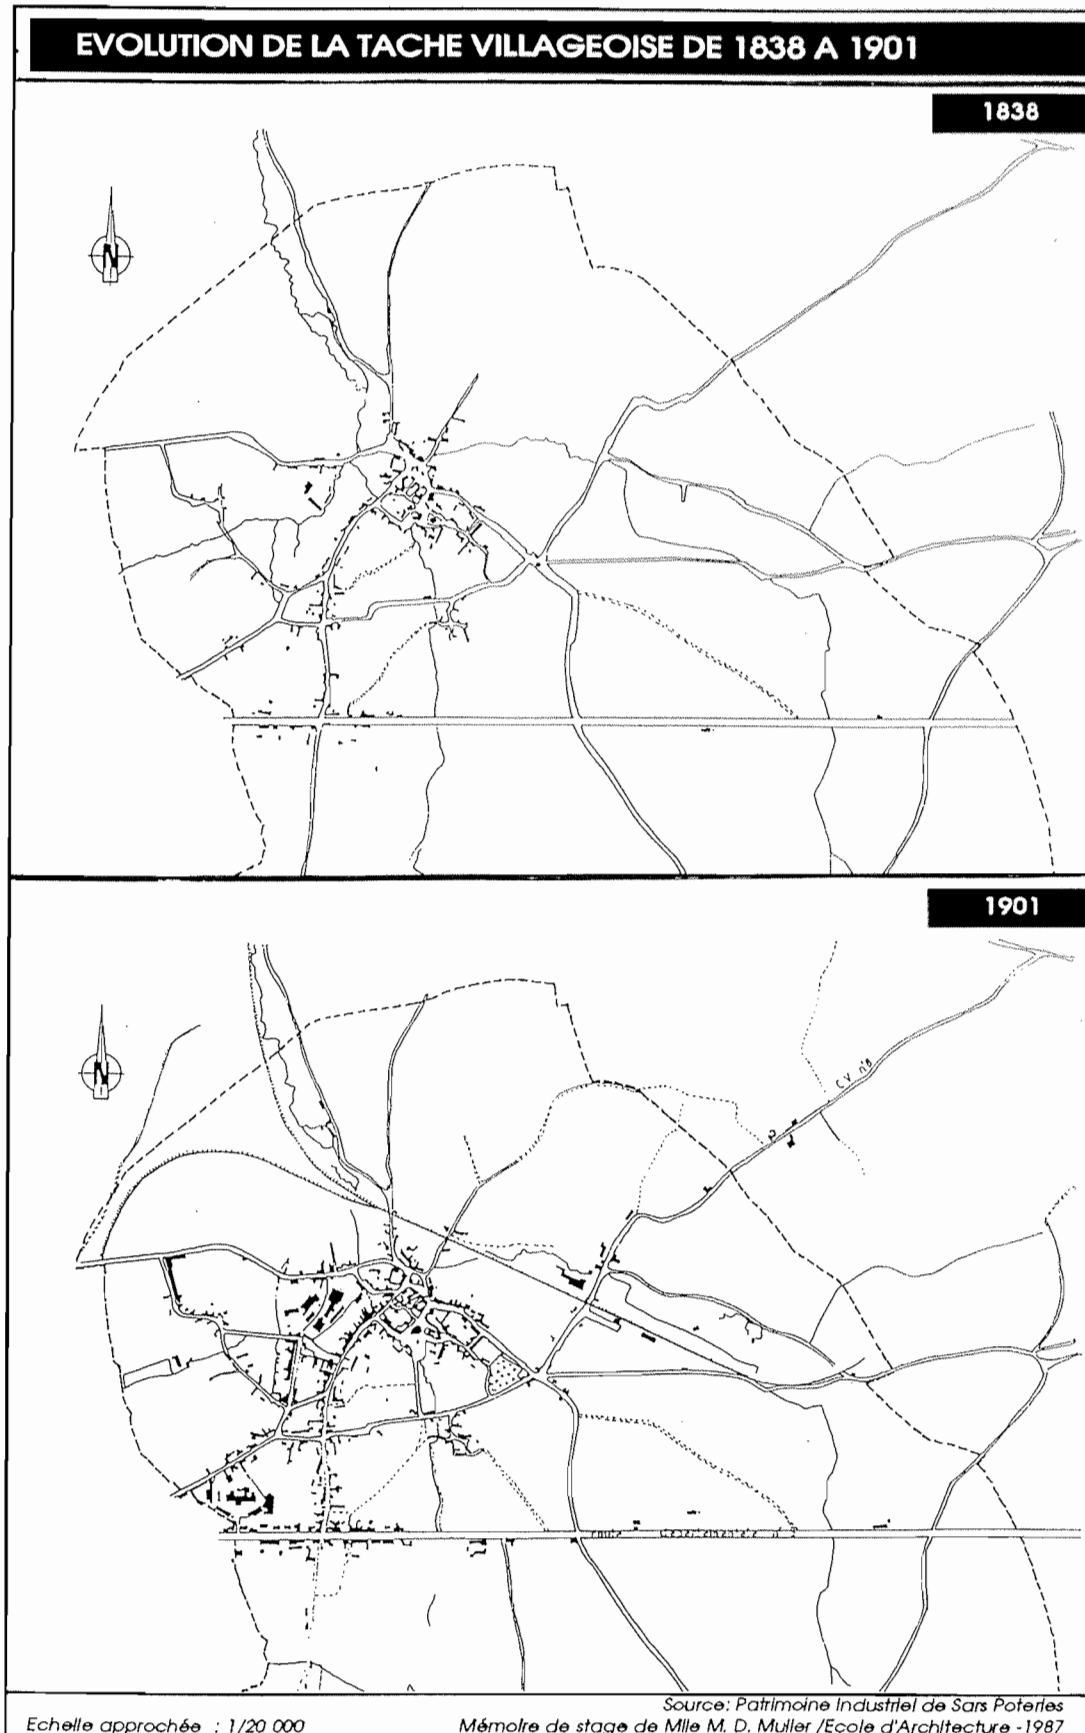 EVOLUTION DE LA TACHE VILLAGEOISE DE 1838 A 1901
1838
N
1901
N
C V n°8
Source: Patrimoine Industriel de Sars Poteries
Echelle approchée : 1/20 000
Mémoire de stage de Mlle M. D. Muller /Ecole d'Architecture -1987